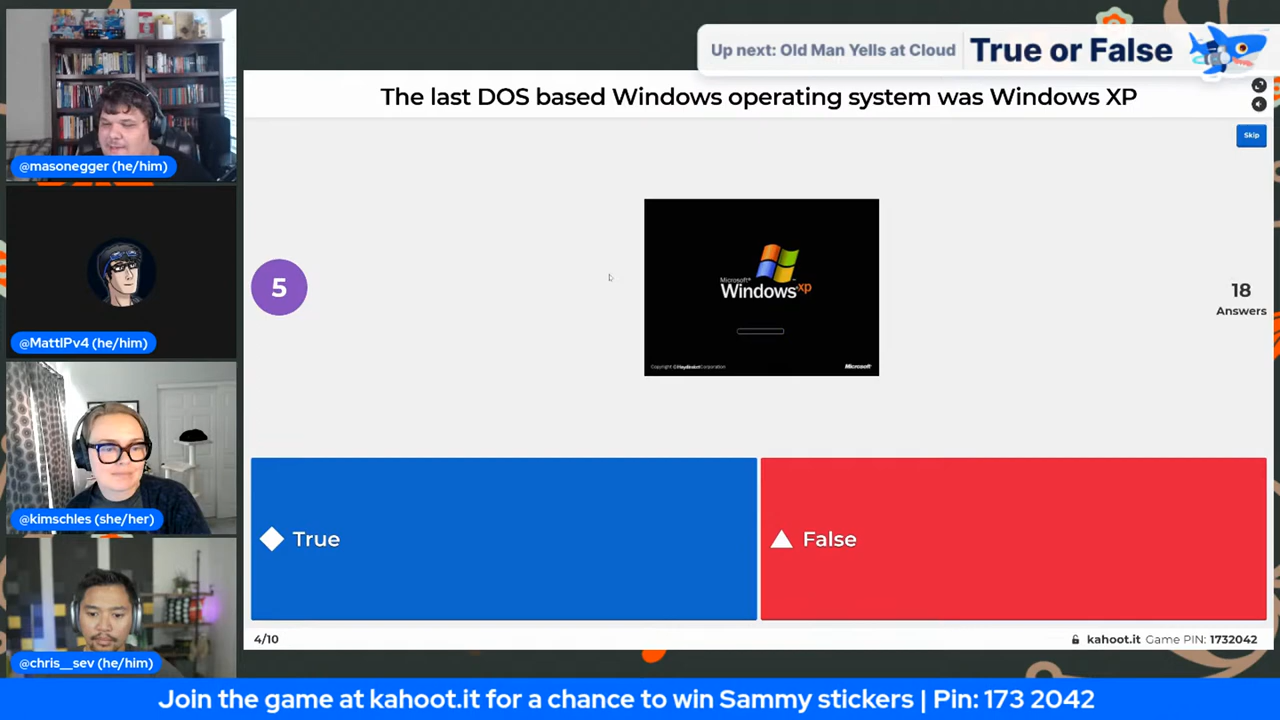 Up next: Old Man Yells at Cloud
True or False
The last DOS based Windows operating system was Windows XP
Skip
@masonegger (he/him)
Microsoft®
Windows xp
5
18
Answers
@MattIPv4 (he/him)
Microsoft
True
False
@kimschles (she/her)
4/10
kahoot.it Game PIN: 1732042
@chris__sev (he/him)
Join the game at kahoot.it for a chance to win Sammy stickers | Pin: 173 2042